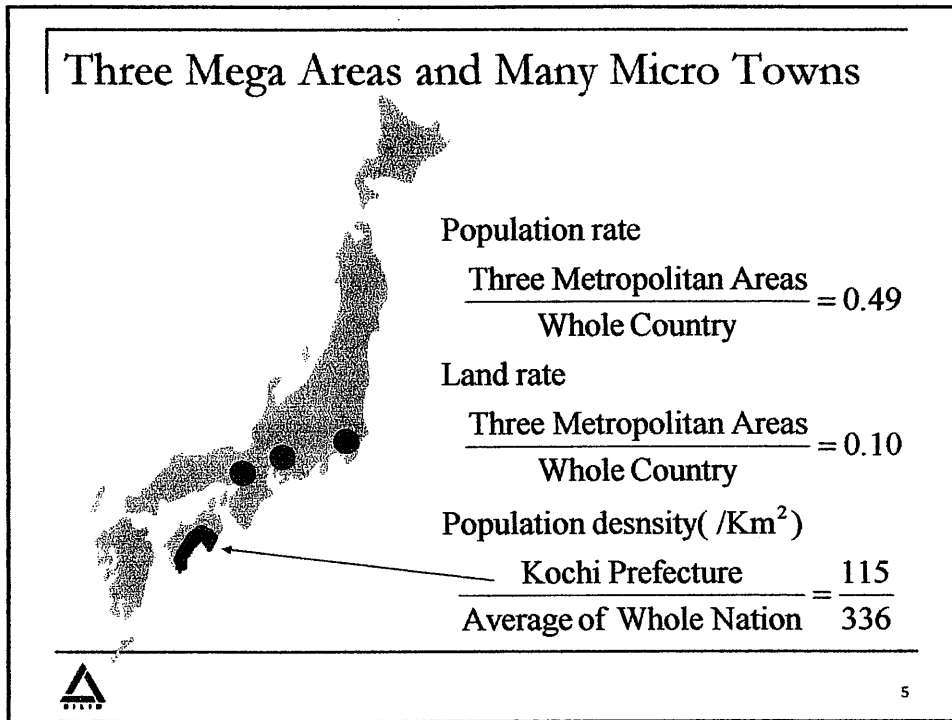 Three Mega Areas and Many Micro Towns
Population rate
Three Metropolitan Areas
Whole Country
= 0.49
Land rate
Three Metropolitan Areas
Whole Country
= 0.10
Population desnsity( /Km²)
Kochi Prefecture
Average of Whole Nation
= 115
336
5